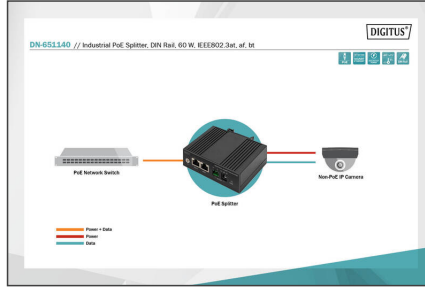 DIGITUS®
DN-651140 // Industrial PoE Splitter, DIN Rail, 60 W, IEEE802.3at, af, bt
PoE Network Switch
Non-PoE IP Camera
PoE Splitter
Power + Data
Power
Data